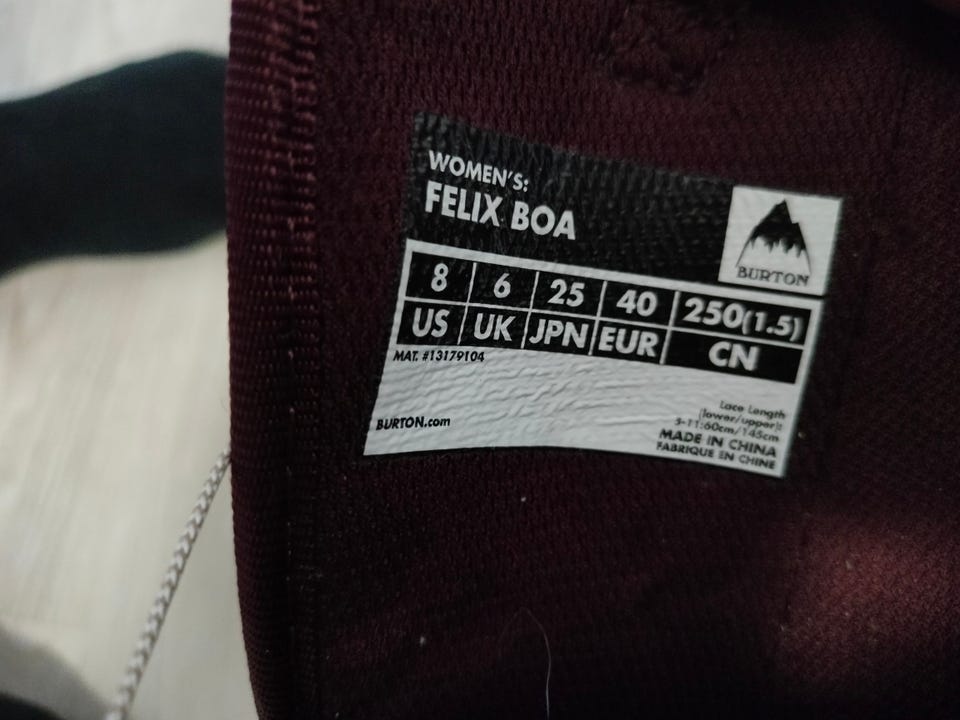 WOMEN'S:
FELIX BOA
BURTON
8 6 25 40 250(1.5)
US UK JPN EUR CN
MAT. #13179104
BURTON.com
Lace Length
(lower/upper):
5-11:60cm/145cm
MADE IN CHINA
FABRIQUE EN CHINE